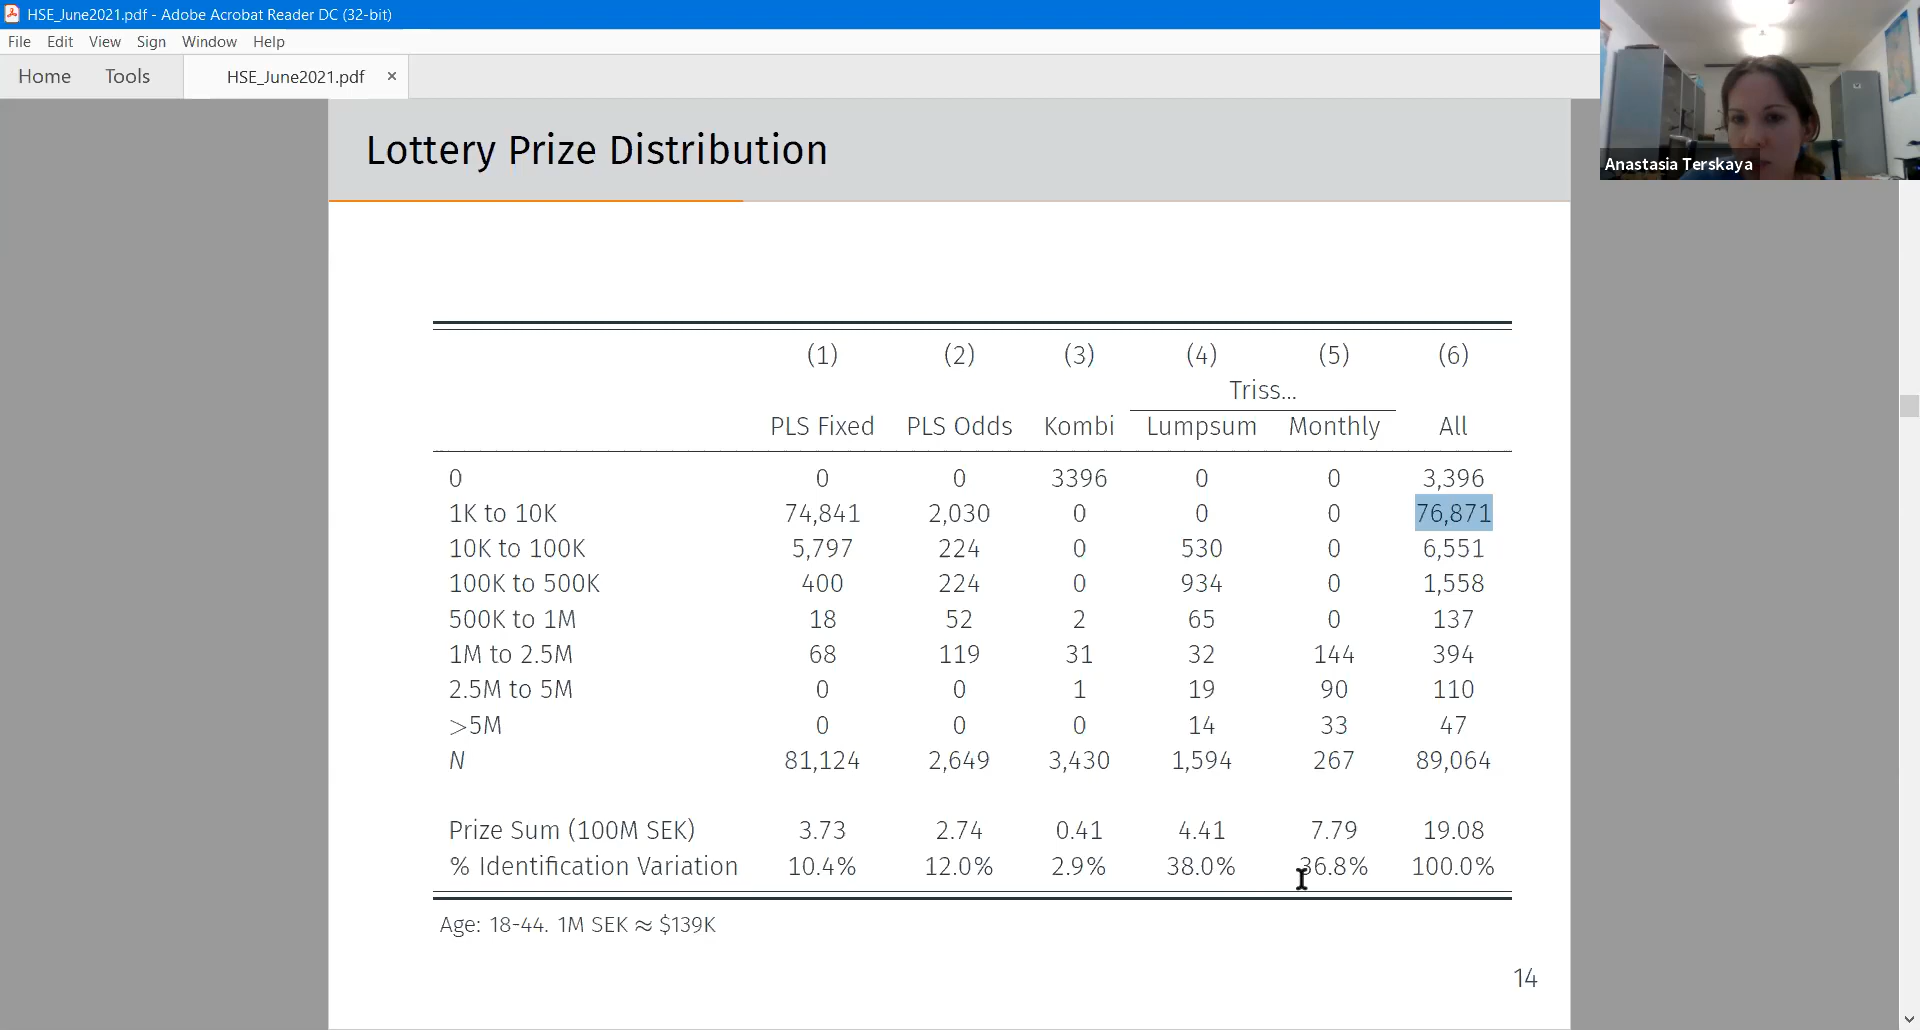 HSE_June2021.pdf - Adobe Acrobat Reader DC (32-bit)
File Edit View Sign Window Help
Home Tools HSE_June2021.pdf ×
Anastasia Terskaya
Lottery Prize Distribution
(1) (2) (3) (4) (5) (6)
Triss...
PLS Fixed PLS Odds Kombi Lumpsum Monthly All
0 0 0 3396 0 0 3,396
1K to 10K 74,841 2,030 0 0 0 76,871
10K to 100K 5,797 224 0 530 0 6,551
100K to 500K 400 224 0 934 0 1,558
500K to 1M 18 52 2 65 0 137
1M to 2.5M 68 119 31 32 144 394
2.5M to 5M 0 0 1 19 90 110
>5M 0 0 0 14 33 47
N 81,124 2,649 3,430 1,594 267 89,064
Prize Sum (100M SEK) 3.73 2.74 0.41 4.41 7.79 19.08
% Identification Variation 10.4% 12.0% 2.9% 38.0% 36.8% 100.0%
Age: 18-44. 1M SEK ≈ $139K
14